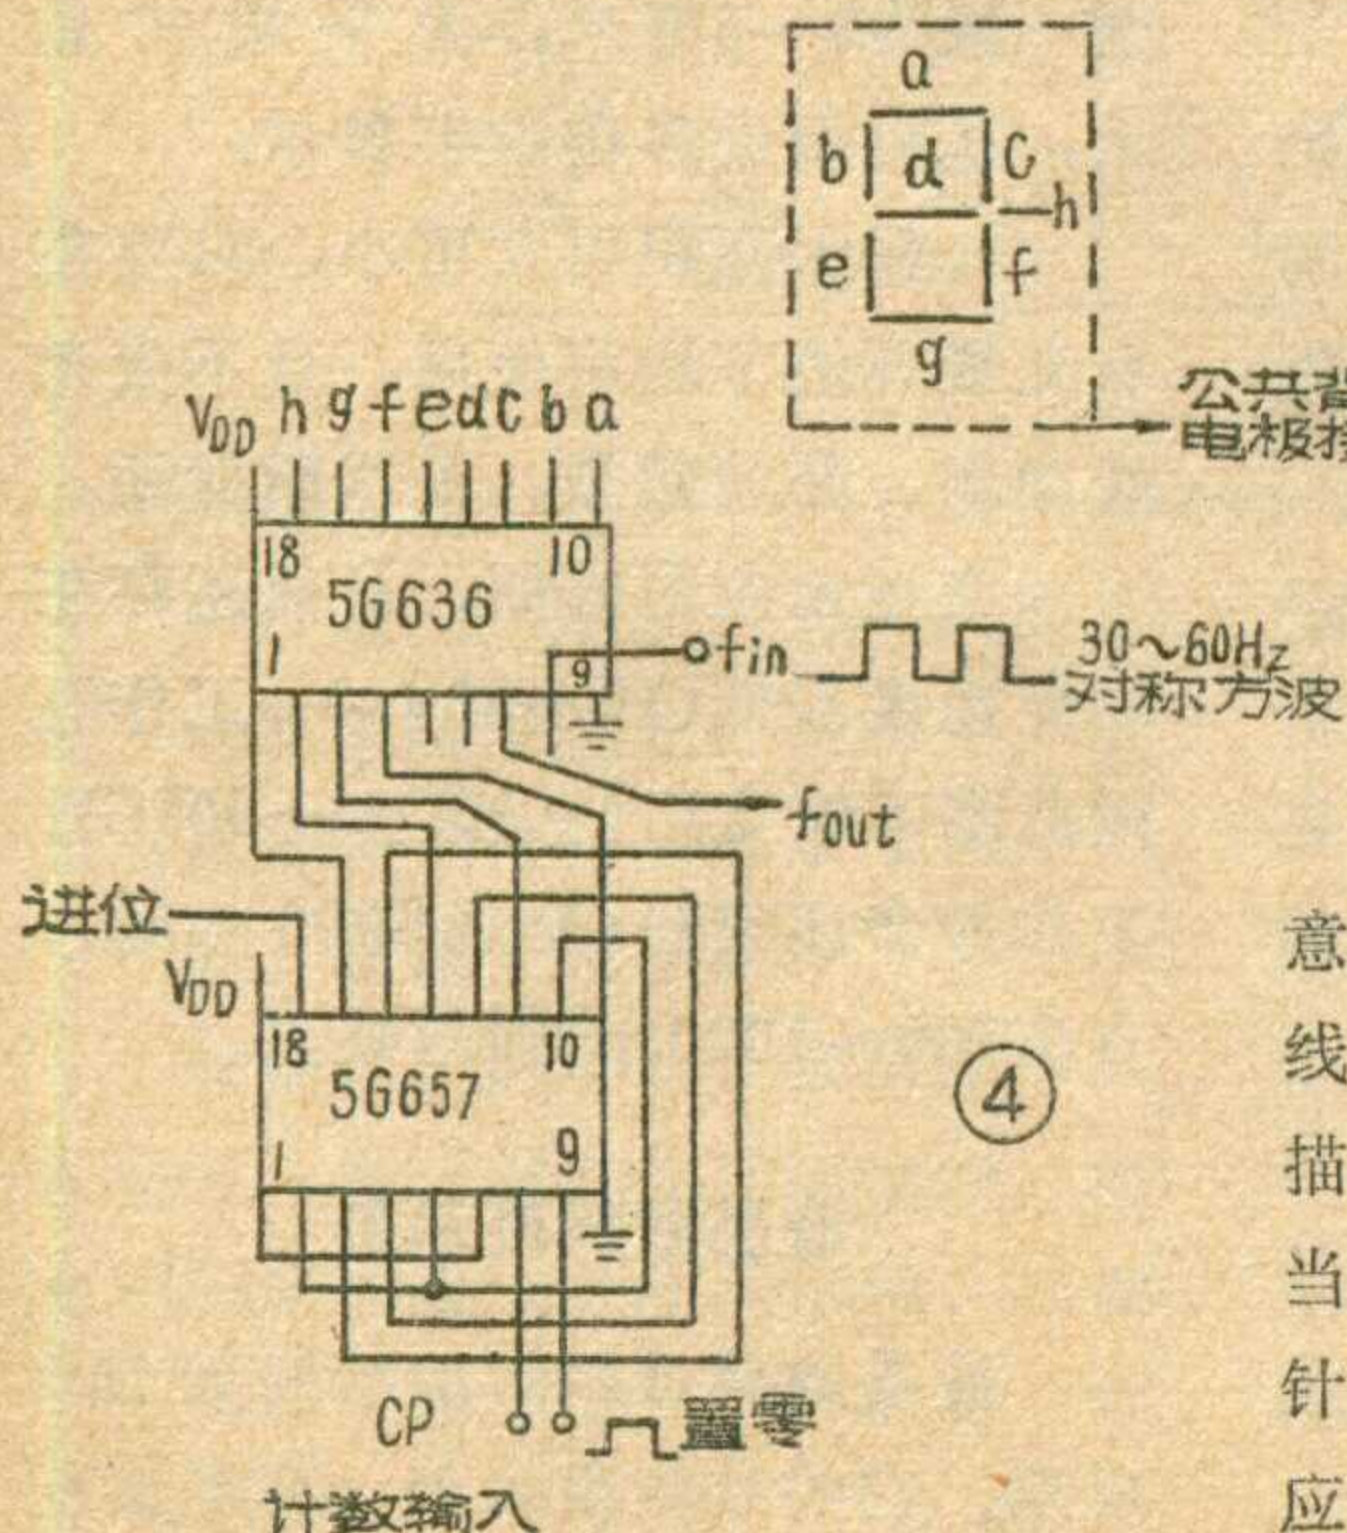 a
b d c
h
e f
g
公共背
电极接
V_DD h g f e d c b a
18 10
5G636
1 9
fin 30~60Hz
对称方波
fout
进位
V_DD
18 10
5G657
1 9
④
CP 置零
计数输入
意
线
描
当
针
应